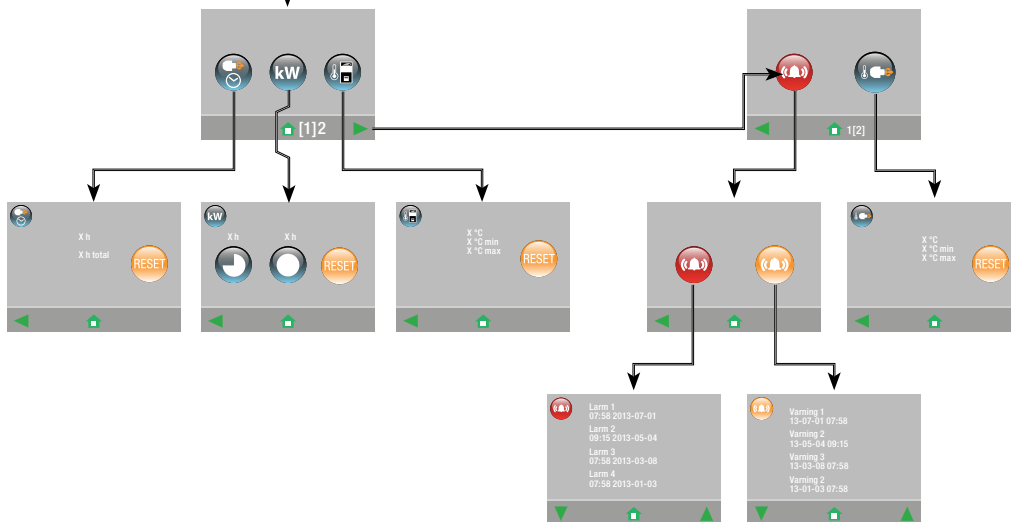 kW
[1]2
1[2]
X h
X h total
RESET
kW
X h
X h
RESET
X °C
X °C min
X °C max
RESET
X °C
X °C min
X °C max
RESET
Larm 1
07:58 2013-07-01
Larm 2
09:15 2013-05-04
Larm 3
07:58 2013-03-08
Larm 4
07:58 2013-01-03
Varning 1
13-07-01 07:58
Varning 2
13-05-04 09:15
Varning 3
13-03-08 07:58
Varning 2
13-01-03 07:58